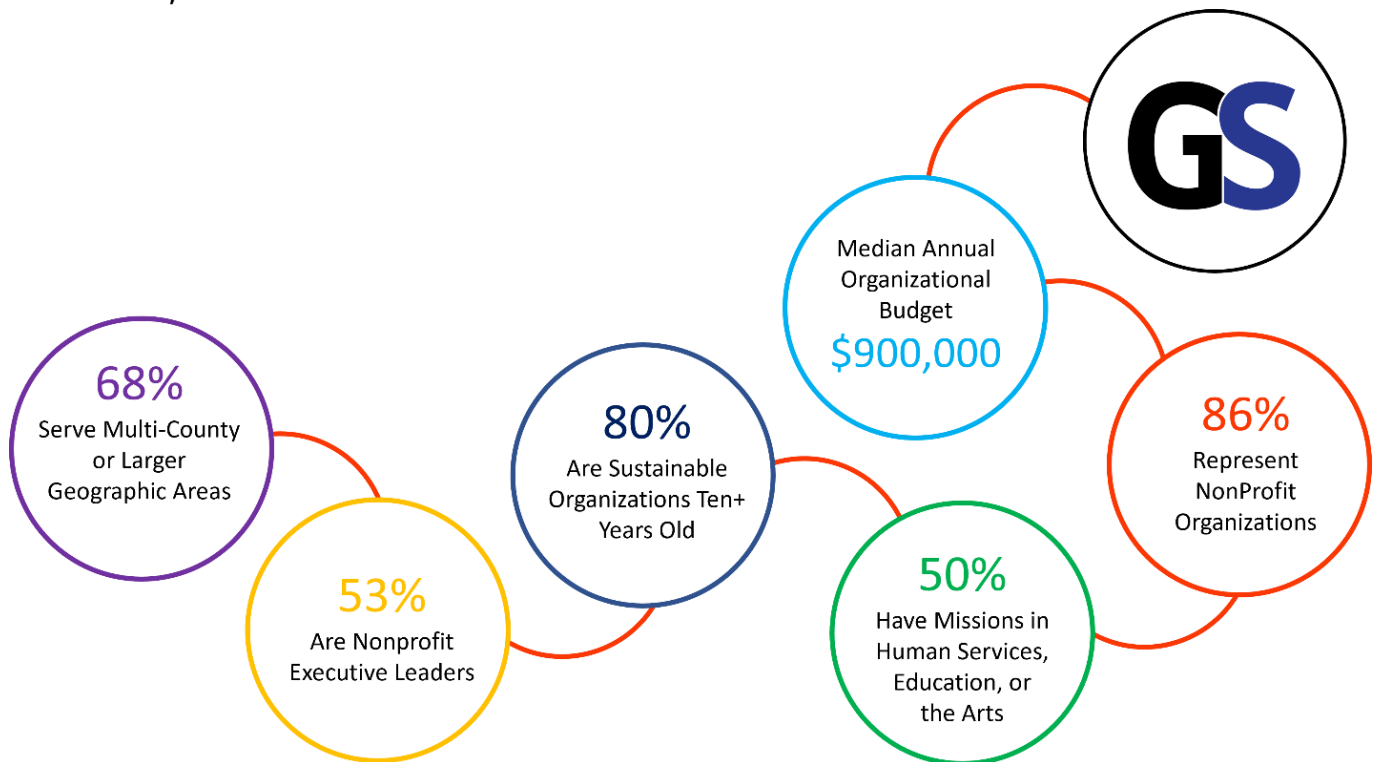 GS
Median Annual
Organizational
Budget
$900,000
68%
Serve Multi-County
or Larger
Geographic Areas
80%
Are Sustainable
Organizations Ten+
Years Old
86%
Represent
NonProfit
Organizations
53%
Are Nonprofit
Executive Leaders
50%
Have Missions in
Human Services,
Education, or
the Arts